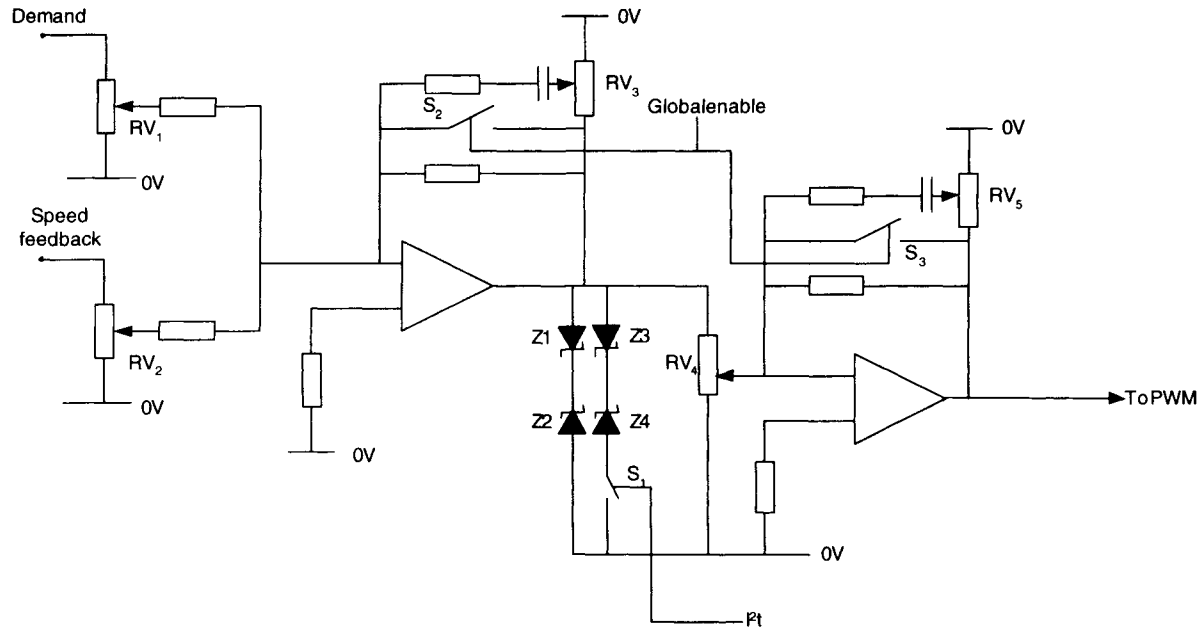 Demand
RV₁
0V
Speed
feedback
RV₂
0V
0V
S₂
0V
RV₃
Globalenable
Z1
Z3
Z2
Z4
S₁
RV₄
I²t
0V
0V
RV₅
S₃
ToPWM